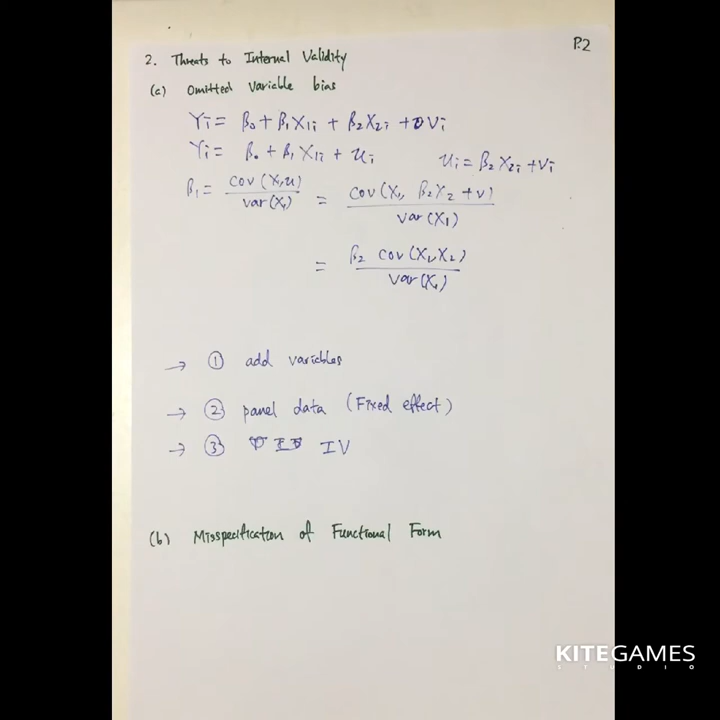 P.2
2. Threats to Internal Validity
(a) Omitted variable bias
Yi = β0 + β1X1i + β2X2i + Vi
Yi = β0 + β1X1i + ui    ui = β2X2i + Vi
β1 = cov(X1,u) / var(X1) = cov(X1, β2X2 + v) / var(X1)
= β2 cov(X1,X2) / var(X1)
→ ① add variables
→ ② panel data (Fixed effect)
→ ③ IV
(b) Misspecification of Functional Form
KITEGAMES
STUDIO